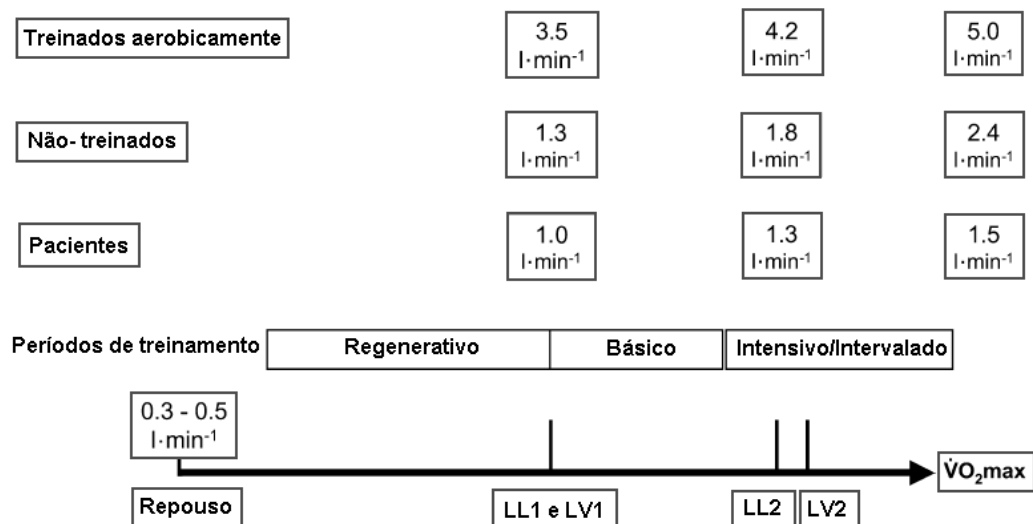 Treinados aerobicamente
3.5
l·min⁻¹
4.2
l·min⁻¹
5.0
l·min⁻¹
Não- treinados
1.3
l·min⁻¹
1.8
l·min⁻¹
2.4
l·min⁻¹
Pacientes
1.0
l·min⁻¹
1.3
l·min⁻¹
1.5
l·min⁻¹
Períodos de treinamento
Regenerativo
Básico
Intensivo/Intervalado
0.3 - 0.5
l·min⁻¹
V̇O₂max
Repouso
LL1 e LV1
LL2
LV2